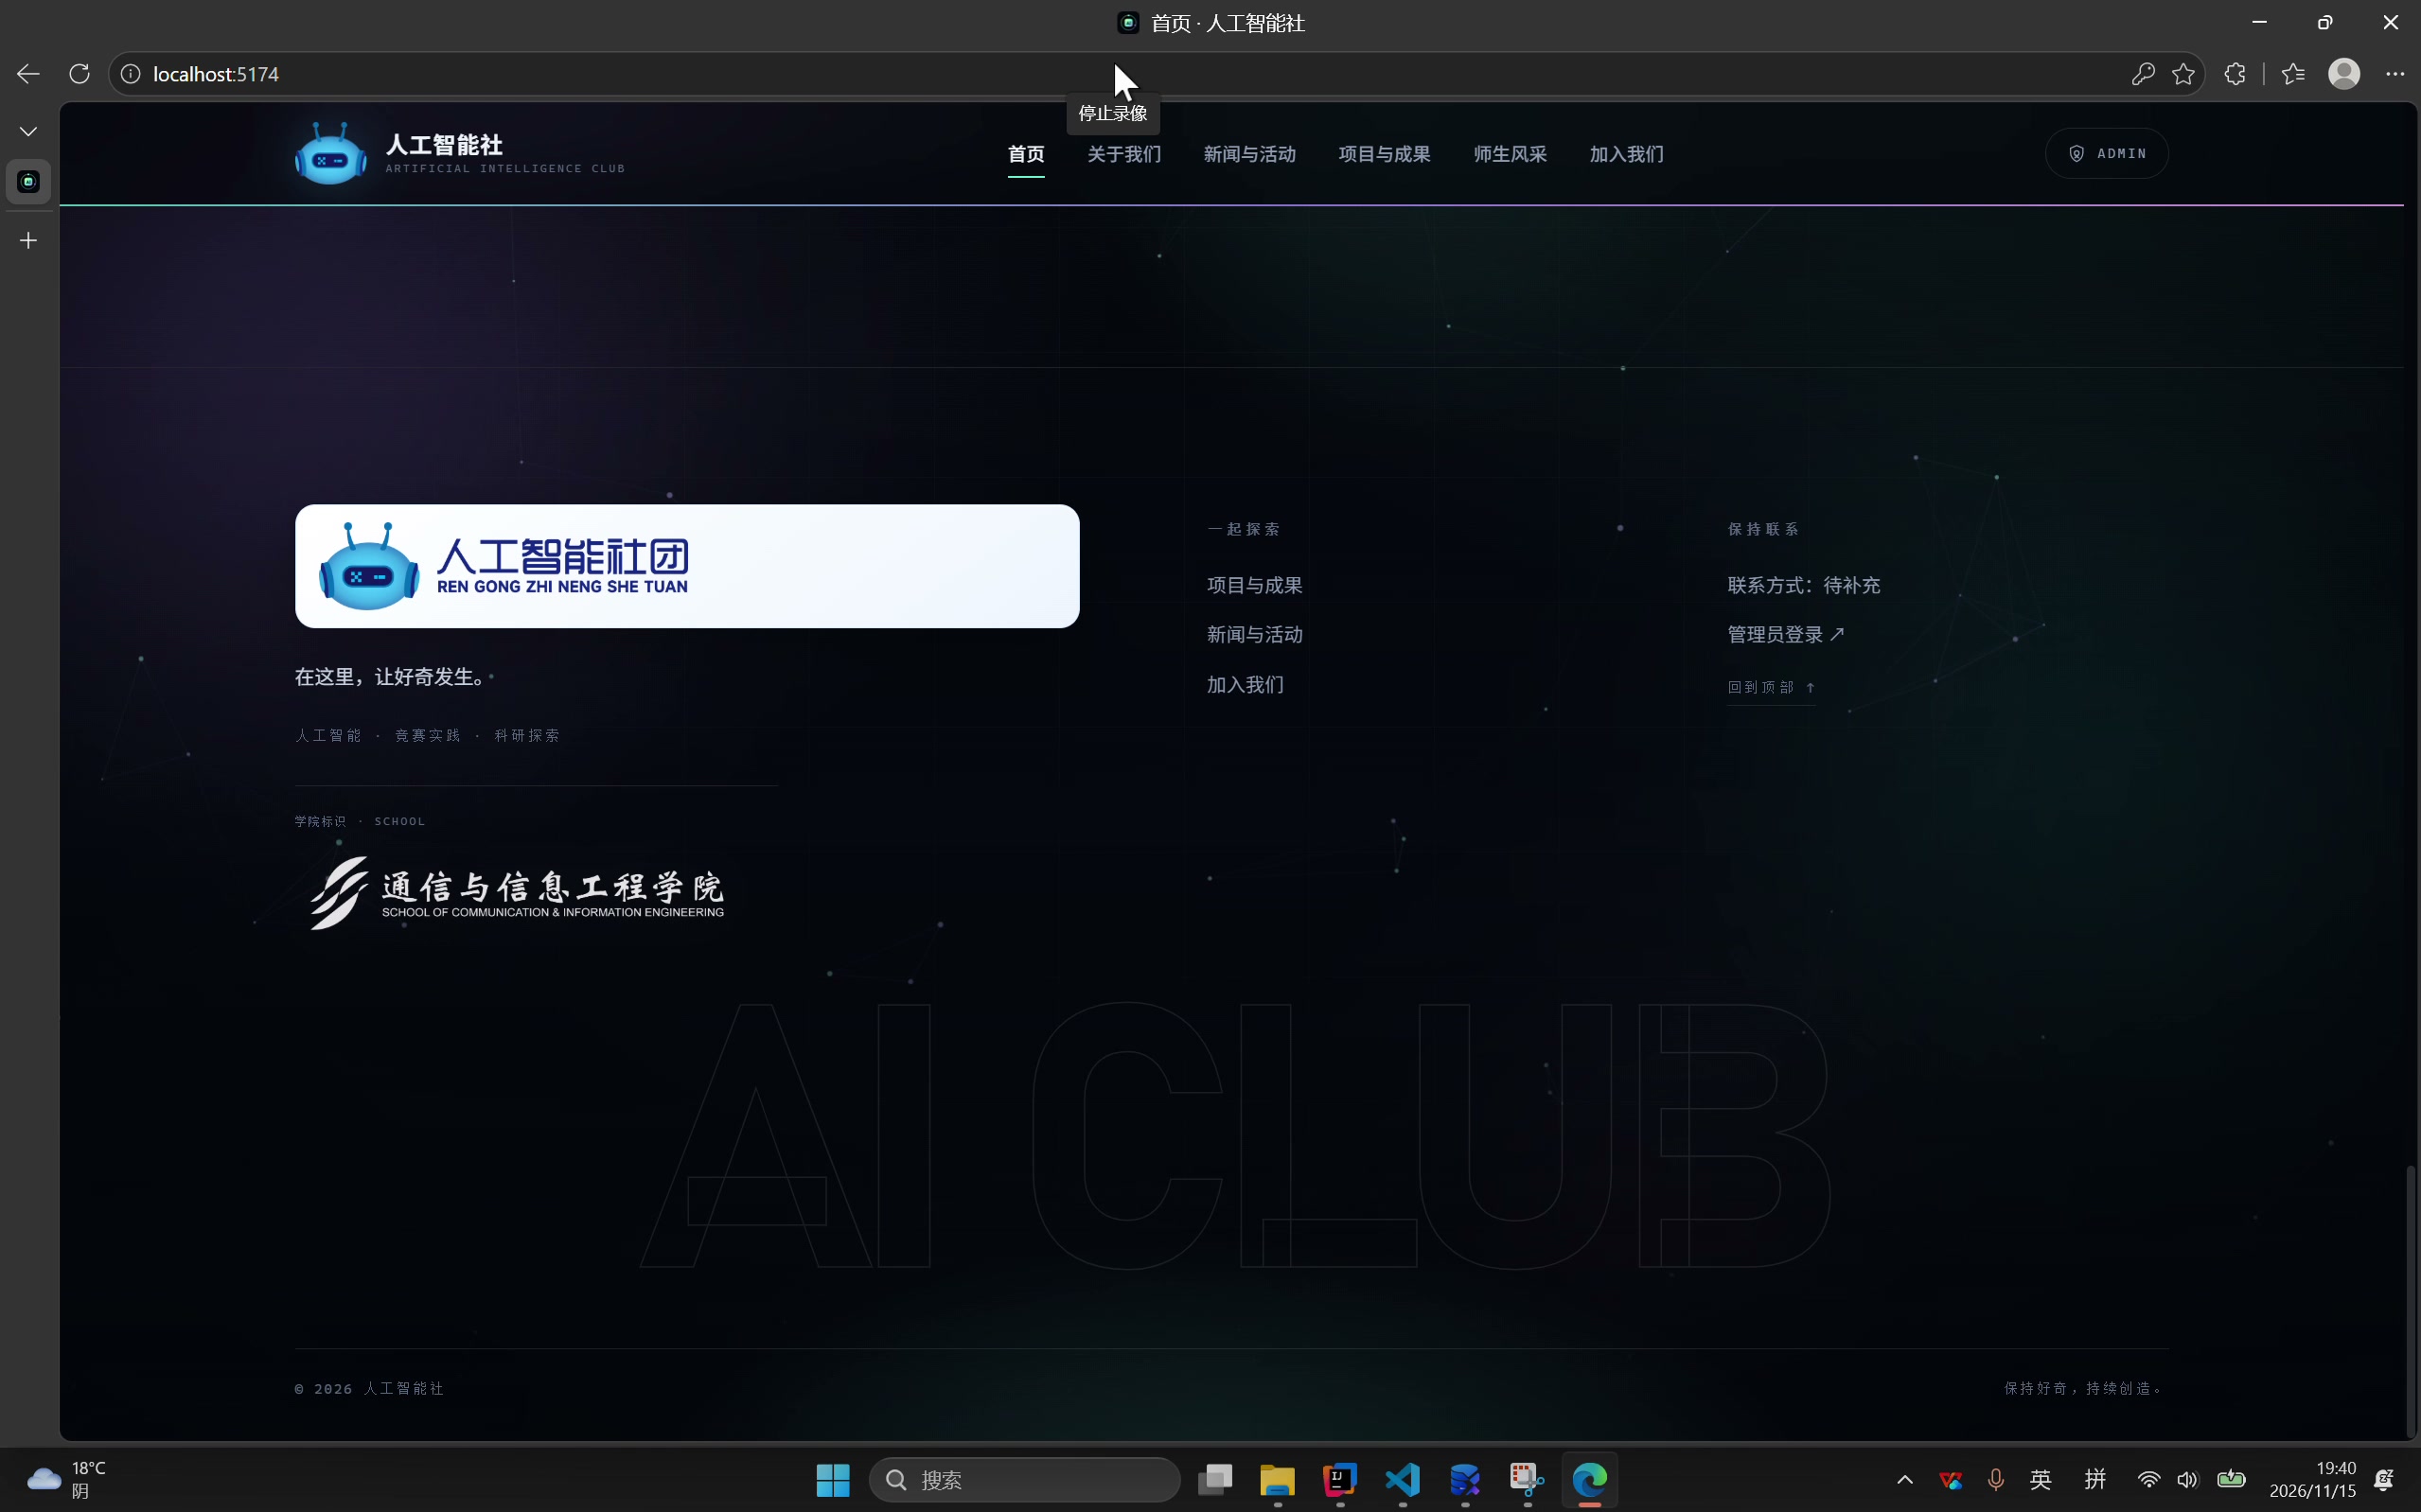 首页 · 人工智能社
localhost:5174
停止录像
人工智能社
ARTIFICIAL INTELLIGENCE CLUB
首页 关于我们 新闻与活动 项目与成果 师生风采 加入我们
ADMIN
人工智能社团
REN GONG ZHI NENG SHE TUAN
在这里，让好奇发生。
人工智能 · 竞赛实践 · 科研探索
学院标识 · SCHOOL
通信与信息工程学院
SCHOOL OF COMMUNICATION & INFORMATION ENGINEERING
一起探索
项目与成果
新闻与活动
加入我们
保持联系
联系方式：待补充
管理员登录 ↗
回到顶部 ↑
AI CLUB
© 2026 人工智能社
保持好奇，持续创造。
18°C
阴
搜索
英
拼
19:40
2026/11/15